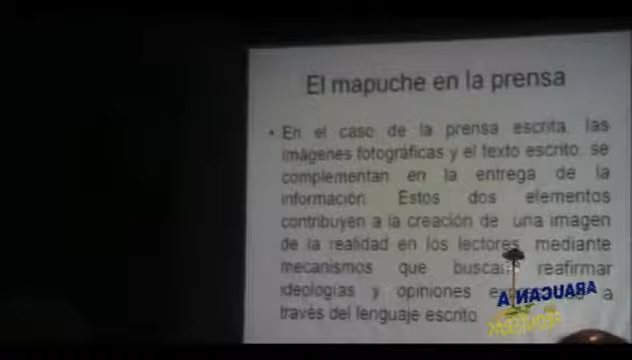 El mapuche en la prensa
• En el caso de la prensa escrita, las
imágenes fotográficas y el texto escrito, se
complementan en la entrega de la
información. Estos dos elementos
contribuyen a la creación de una imagen
de la realidad en los lectores, mediante
mecanismos que buscan reafirmar
ideologías y opiniones a
través del lenguaje escrito
ARAUCANIA